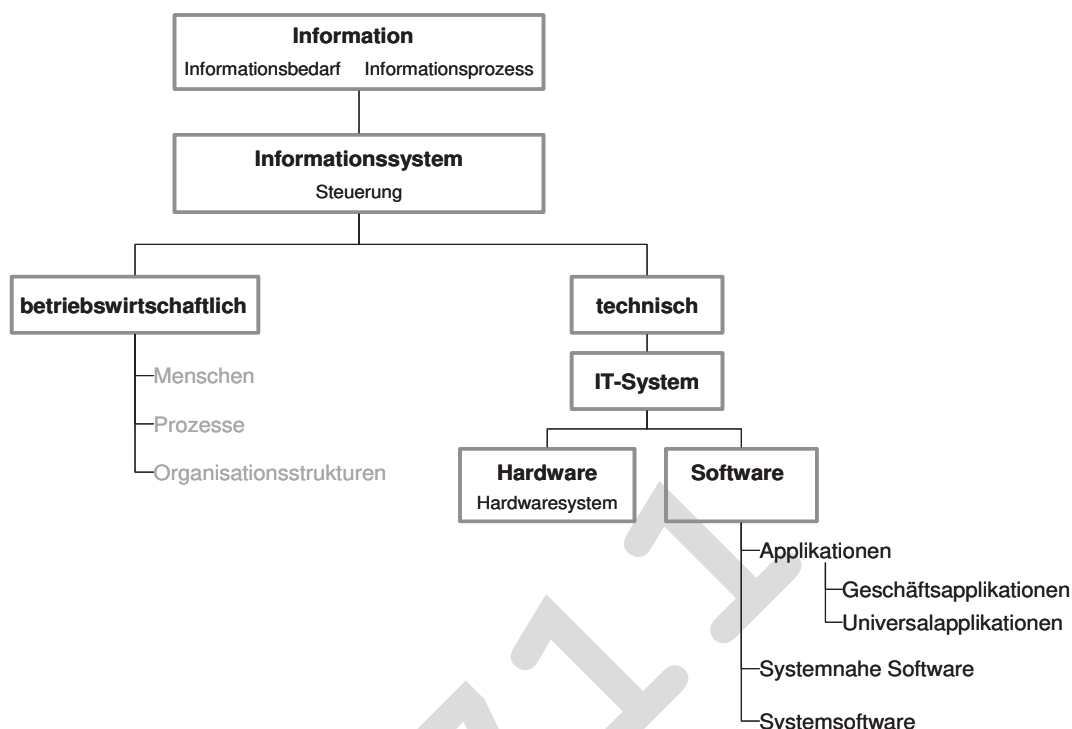 Information
Informationsbedarf Informationsprozess
Informationssystem
Steuerung
betriebswirtschaftlich
Menschen
Prozesse
Organisationsstrukturen
technisch
IT-System
Hardware
Hardwaresystem
Software
Applikationen
Geschäftsapplikationen
Universalapplikationen
Systemnahe Software
Systemsoftware